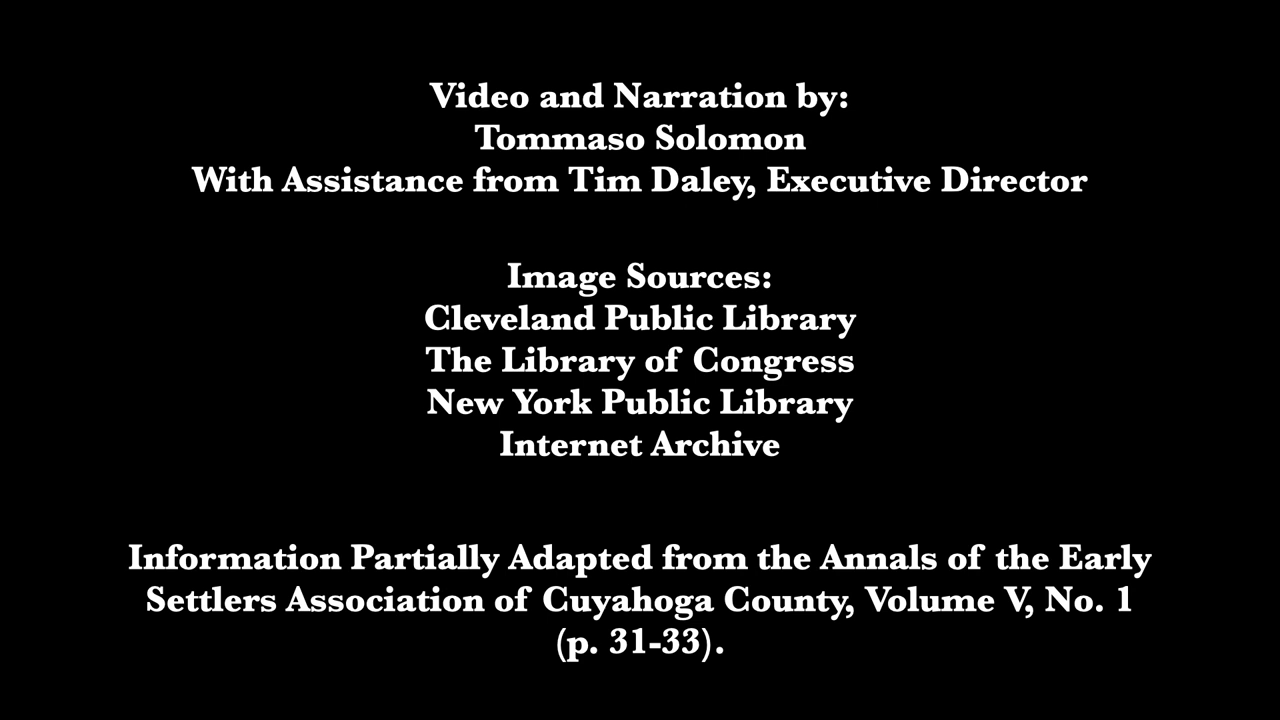 Video and Narration by:
Tommaso Solomon
With Assistance from Tim Daley, Executive Director
Image Sources:
Cleveland Public Library
The Library of Congress
New York Public Library
Internet Archive
Information Partially Adapted from the Annals of the Early
Settlers Association of Cuyahoga County, Volume V, No. 1
(p. 31-33).